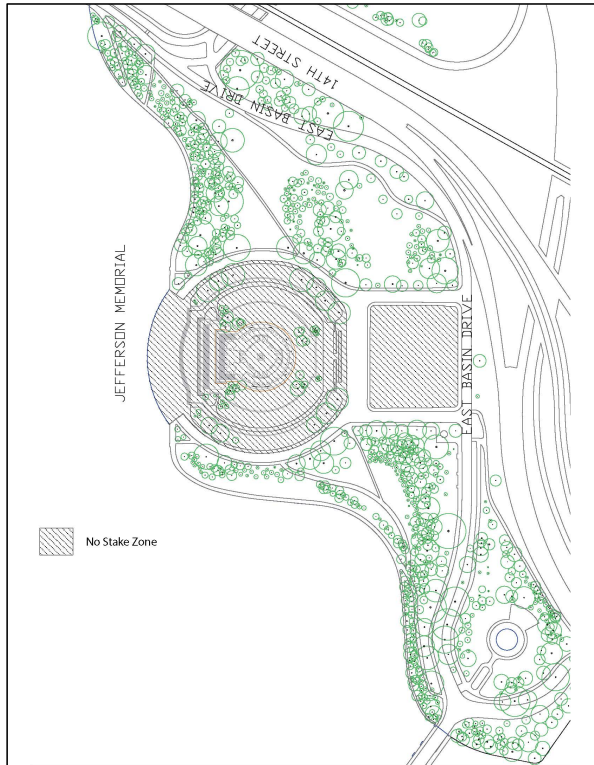 14TH STREET
EAST BASIN DRIVE
JEFFERSON MEMORIAL
EAST BASIN DRIVE
No Stake Zone